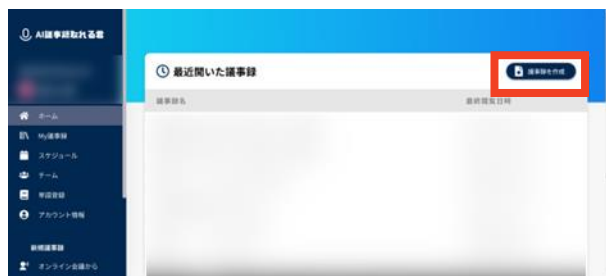 AI議事録取れる君
最近開いた議事録
議事録を作成
議事録名
最終閲覧日時
ホーム
My議事録
スケジュール
チーム
単語登録
アカウント情報
新規議事録
オンライン会議から